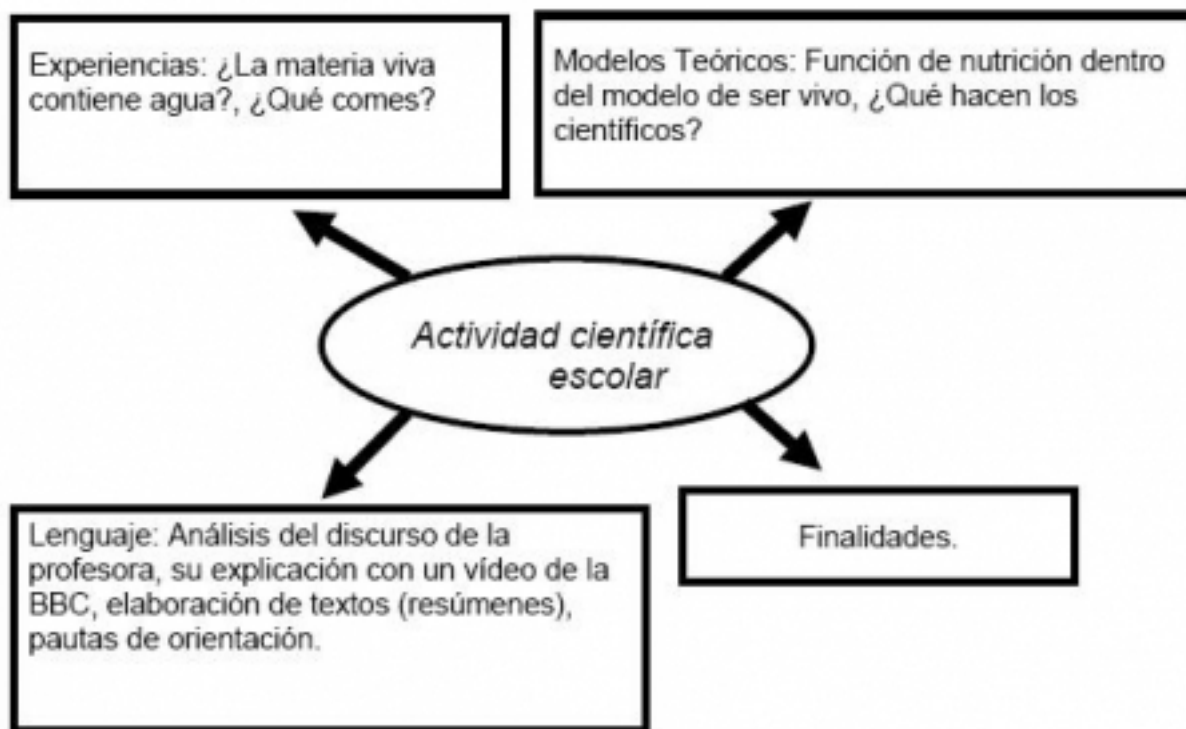 Experiencias: ¿La materia viva
contiene agua?, ¿Qué comes?
Modelos Teóricos: Función de nutrición dentro
del modelo de ser vivo, ¿Qué hacen los
científicos?
Actividad científica
escolar
Lenguaje: Análisis del discurso de la
profesora, su explicación con un vídeo de la
BBC, elaboración de textos (resúmenes),
pautas de orientación.
Finalidades.